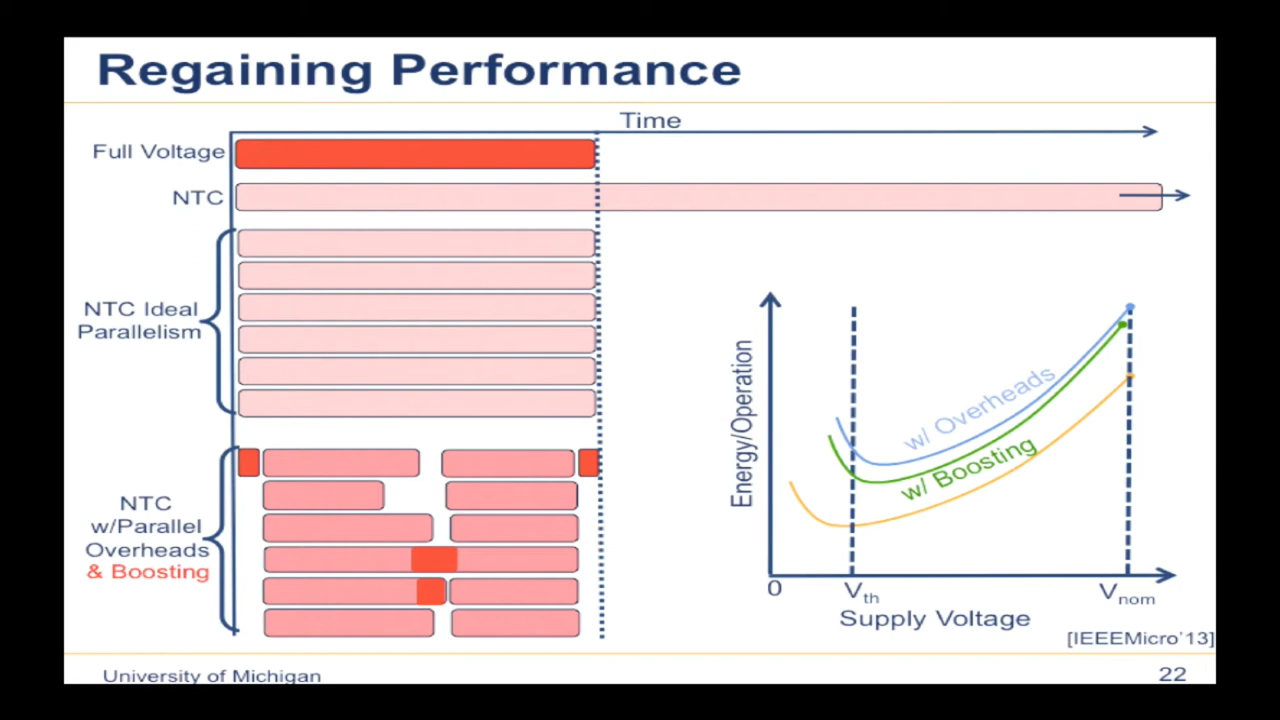 Regaining Performance
Time
Full Voltage
NTC
NTC Ideal
Parallelism
NTC
w/Parallel
Overheads
& Boosting
Energy/Operation
w/ Overheads
w/ Boosting
0
Vth
Vnom
Supply Voltage
[IEEEMicro'13]
University of Michigan
22